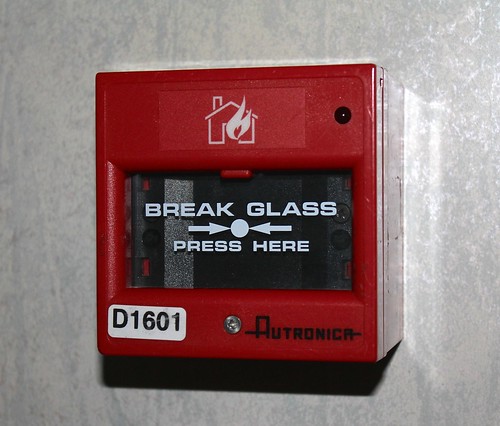 BREAK GLASS
PRESS HERE
D1601
AUTRONICA